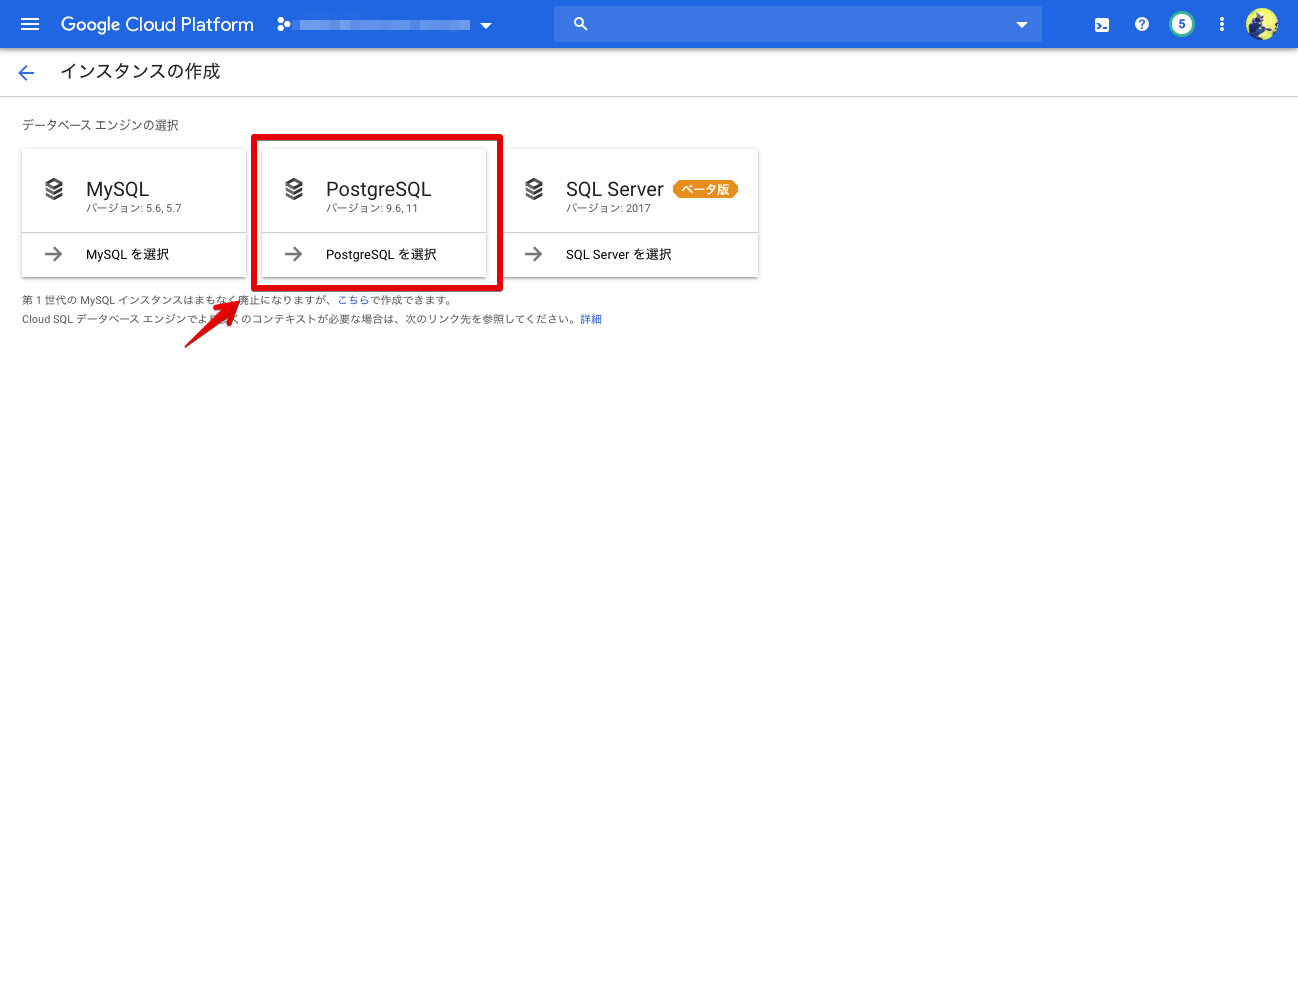 Google Cloud Platform
5
インスタンスの作成
データベース エンジンの選択
MySQL
バージョン: 5.6, 5.7
MySQL を選択
PostgreSQL
バージョン: 9.6, 11
PostgreSQL を選択
SQL Server ベータ版
バージョン: 2017
SQL Server を選択
第 1 世代の MySQL インスタンスはまもなく廃止になりますが、こちらで作成できます。
Cloud SQL データベース エンジンでより くのコンテキストが必要な場合は、次のリンク先を参照してください。詳細